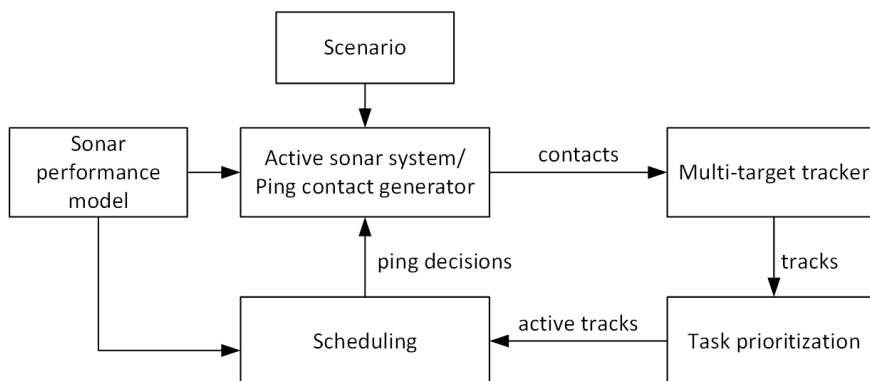 Scenario
Sonar
performance
model
Active sonar system/
Ping contact generator
contacts
Multi-target tracker
ping decisions
tracks
Scheduling
active tracks
Task prioritization